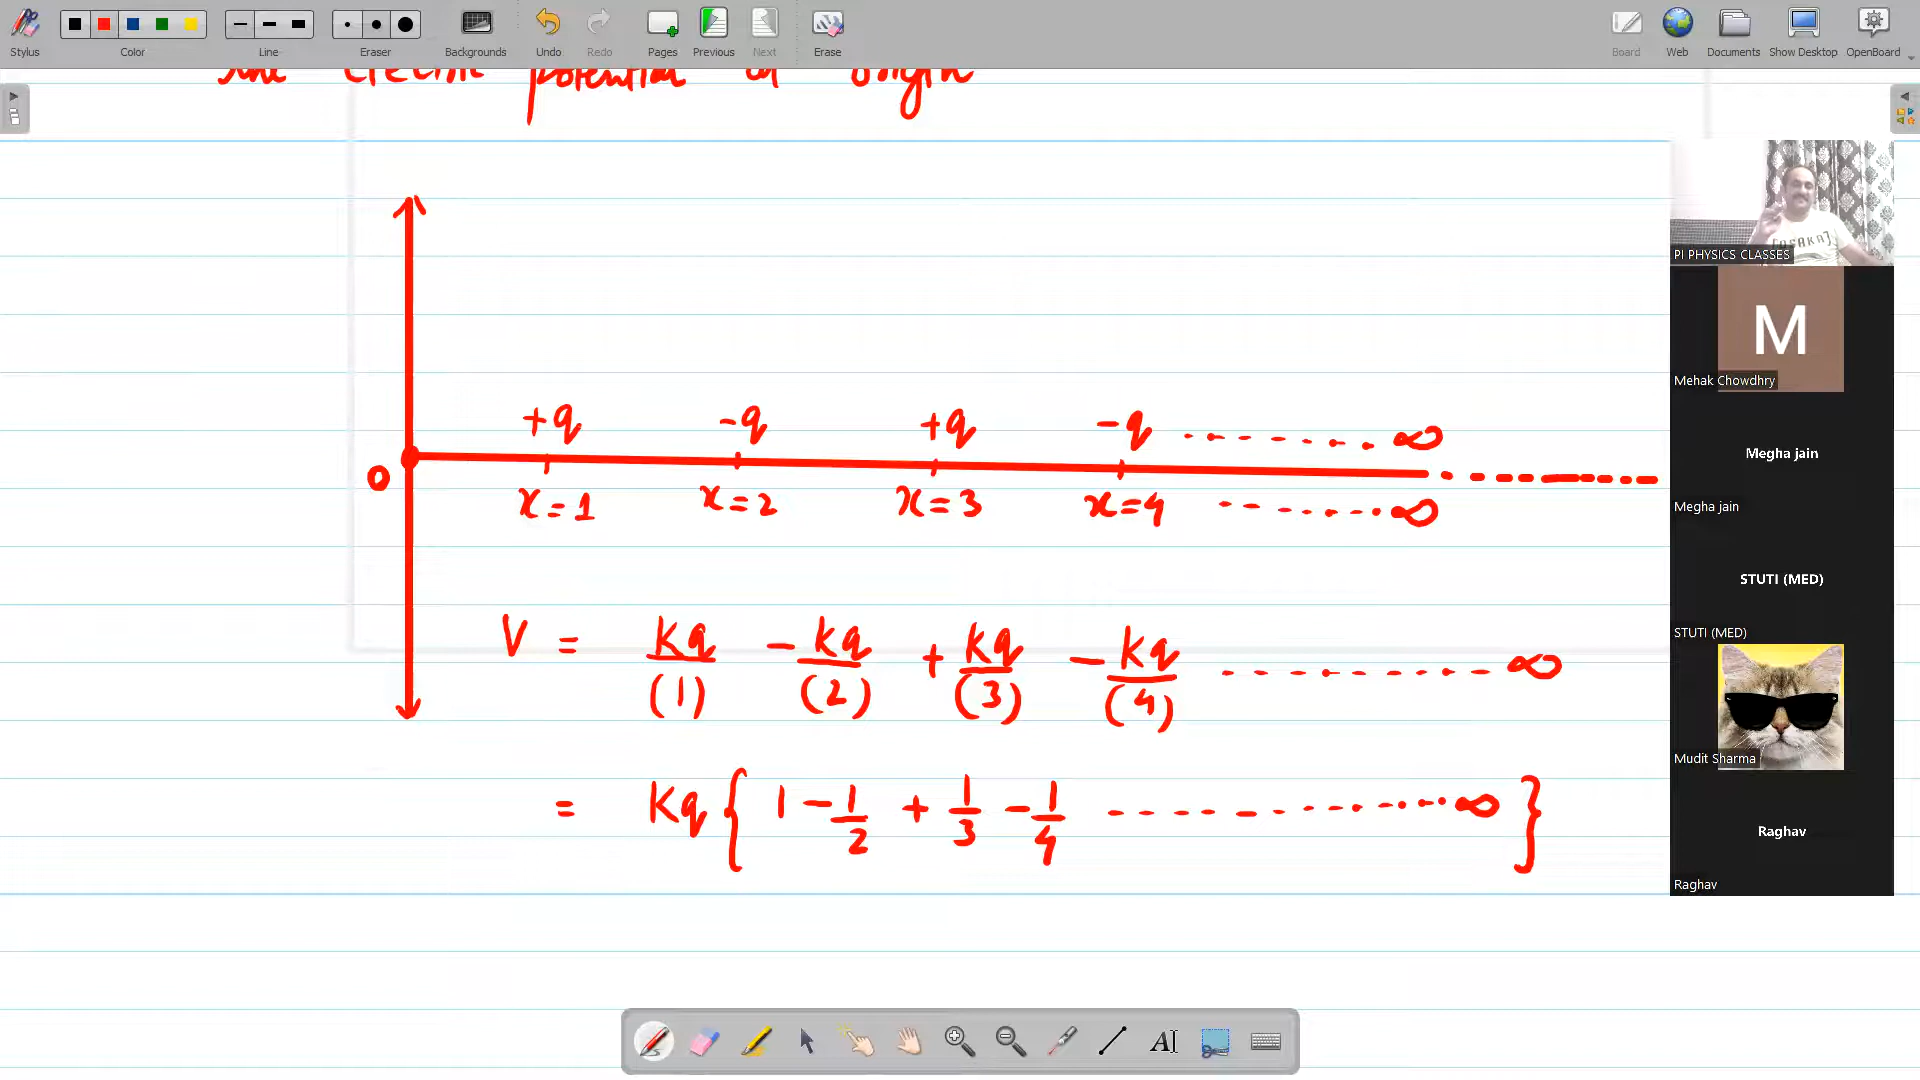 Stylus
Color
Line
Eraser
Backgrounds
Undo
Redo
Pages
Previous
Next
Erase
Board
Web
Documents
Show Desktop
OpenBoard
electric potential at origin
+q -q +q -q ........ ∞
0
x=1 x=2 x=3 x=4 ........ ∞
V = Kq/(1) - kq/(2) + kq/(3) - kq/(4) ........ ∞
= Kq { 1 - 1/2 + 1/3 - 1/4 ........ ∞ }
PI PHYSICS CLASSES
M
Mehak Chowdhry
Megha jain
Megha jain
STUTI (MED)
STUTI (MED)
Mudit Sharma
Raghav
Raghav
AI